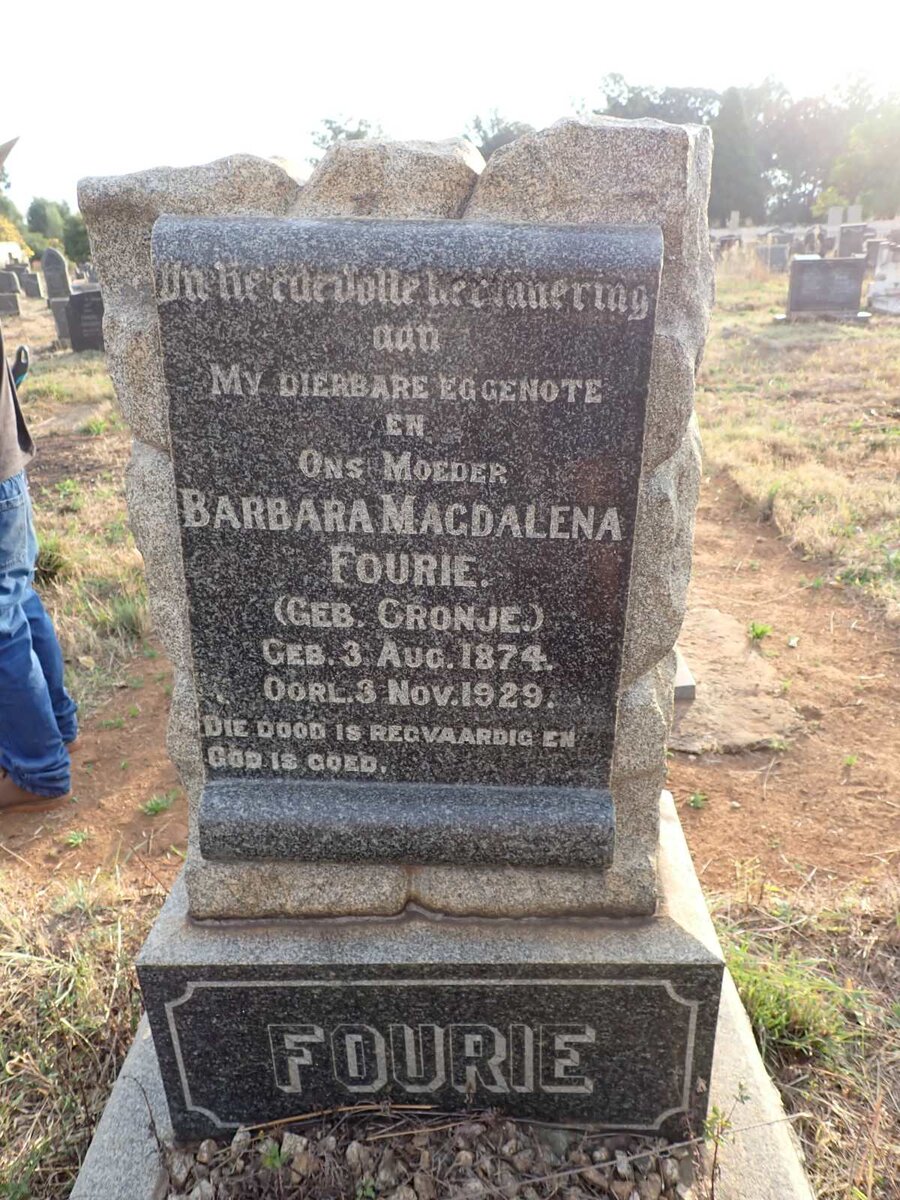 In liefdevolle herinnering
aan
MY DIERBARE EGGENOTE
EN
ONS MOEDER
BARBARA MAGDALENA
FOURIE.
(GEB. CRONJE.)
GEB. 3. AUG. 1874.
OORL. 3 NOV. 1929.
DIE DOOD IS REGVAARDIG EN
GOD IS GOED.
FOURIE